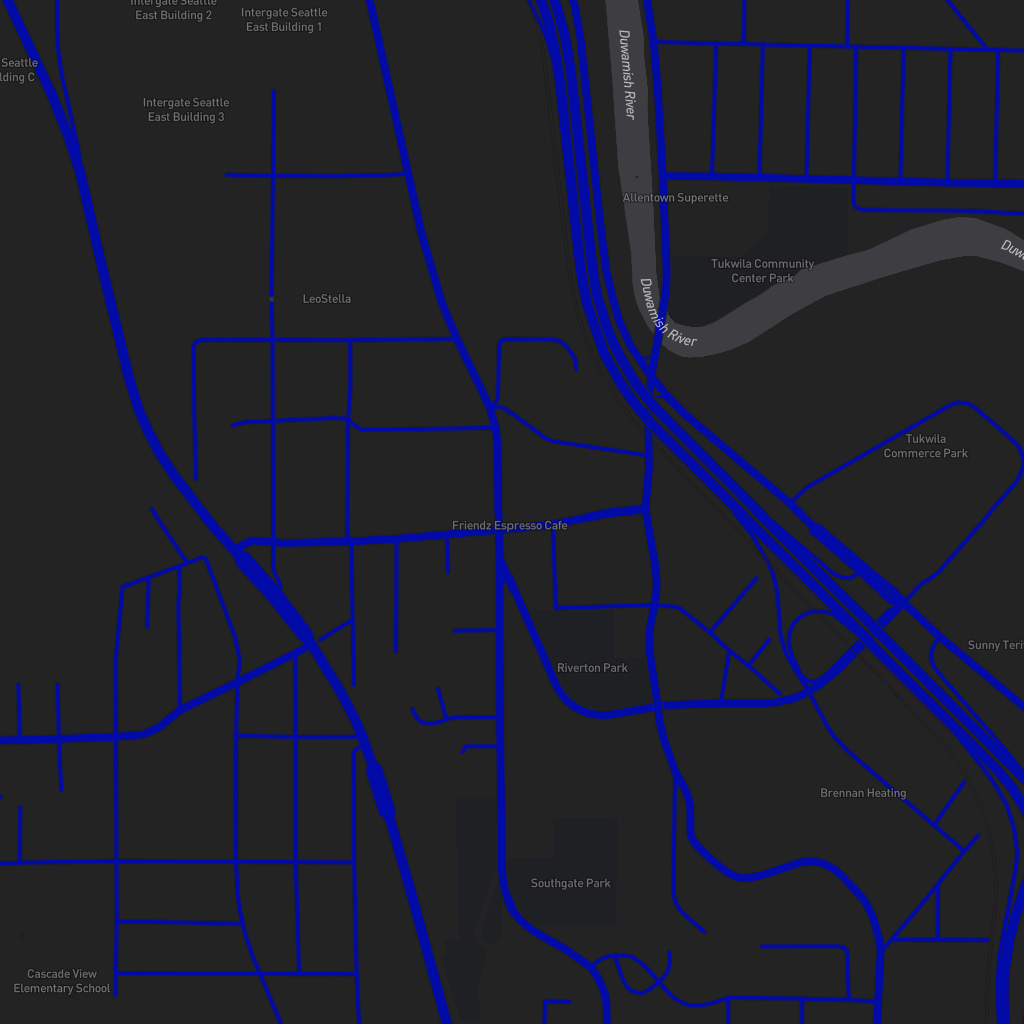 Intergate Seattle
East Building 2
Intergate Seattle
East Building 1
Seattle
Building C
Intergate Seattle
East Building 3
Duwamish River
Allentown Superette
Tukwila Community
Center Park
Duwa
LeoStella
Duwamish River
Tukwila
Commerce Park
Friendz Espresso Cafe
Riverton Park
Sunny Teri
Brennan Heating
Southgate Park
Cascade View
Elementary School